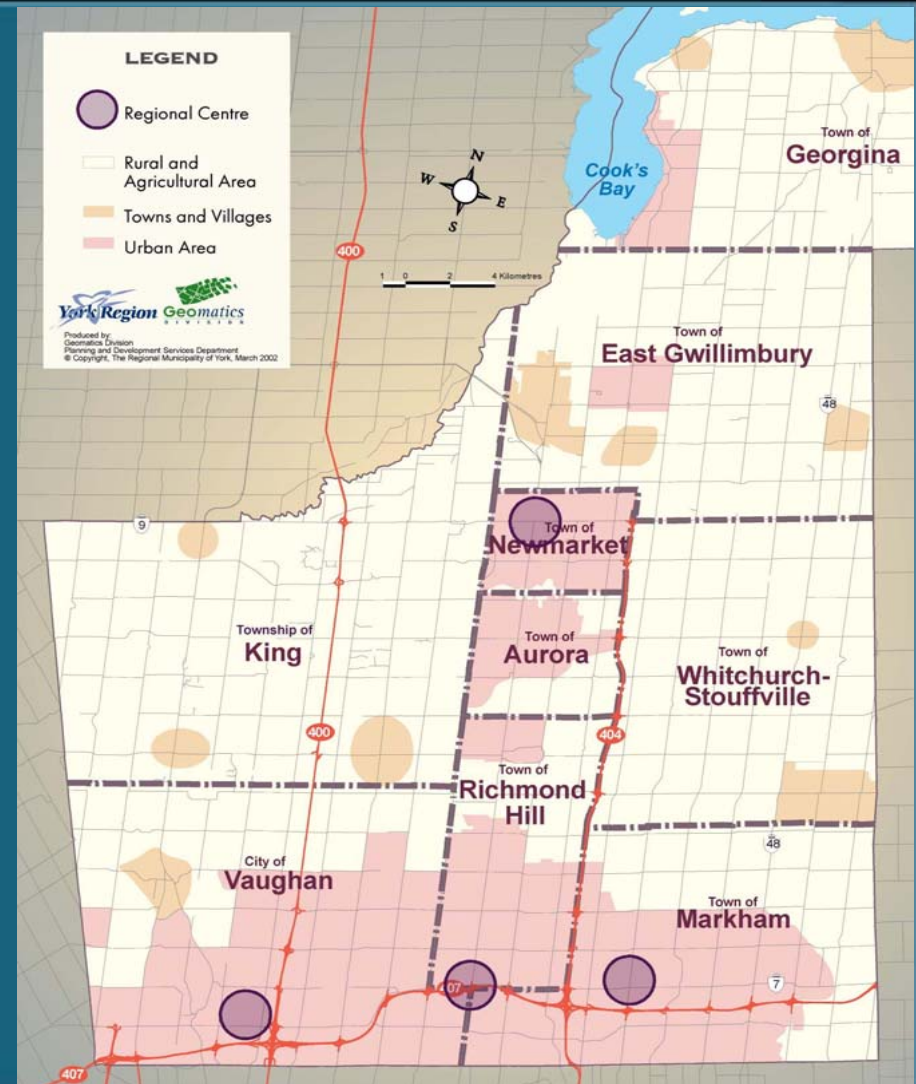 LEGEND
Regional Centre
Rural and
Agricultural Area
Towns and Villages
Urban Area
York Region Geomatics
DIVISION
Produced by:
Geomatics Division
Planning and Development Services Department
© Copyright, The Regional Municipality of York, March 2002
N
W
E
S
1 0 2 4 Kilometres
400
Cook's
Bay
Town of
Georgina
Town of
East Gwillimbury
48
9
Town of
Newmarket
Township of
King
Town of
Aurora
Town of
Whitchurch-
Stouffville
400
404
Town of
Richmond
Hill
48
City of
Vaughan
Town of
Markham
07
7
407